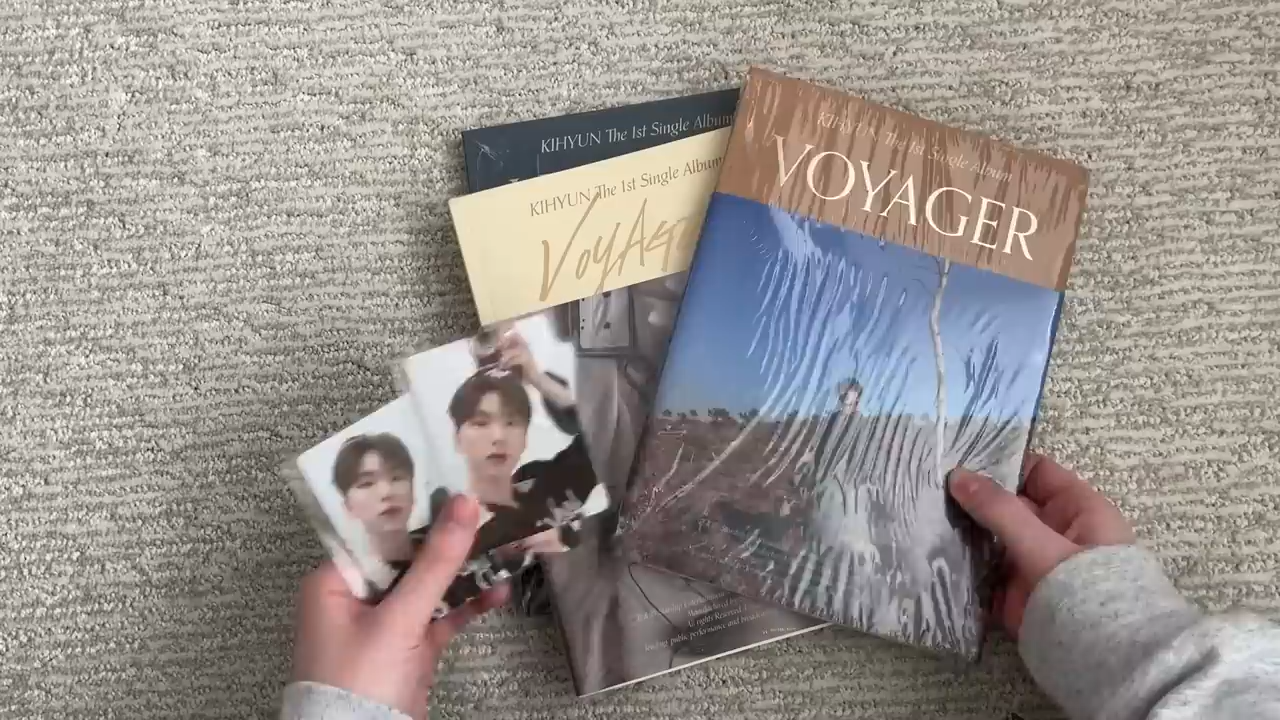 KIHYUN The 1st Single Album
KIHYUN The 1st Single Album
VOYAGE
KIHYUN The 1st Single Album
VOYAGER
All rights Reserved.